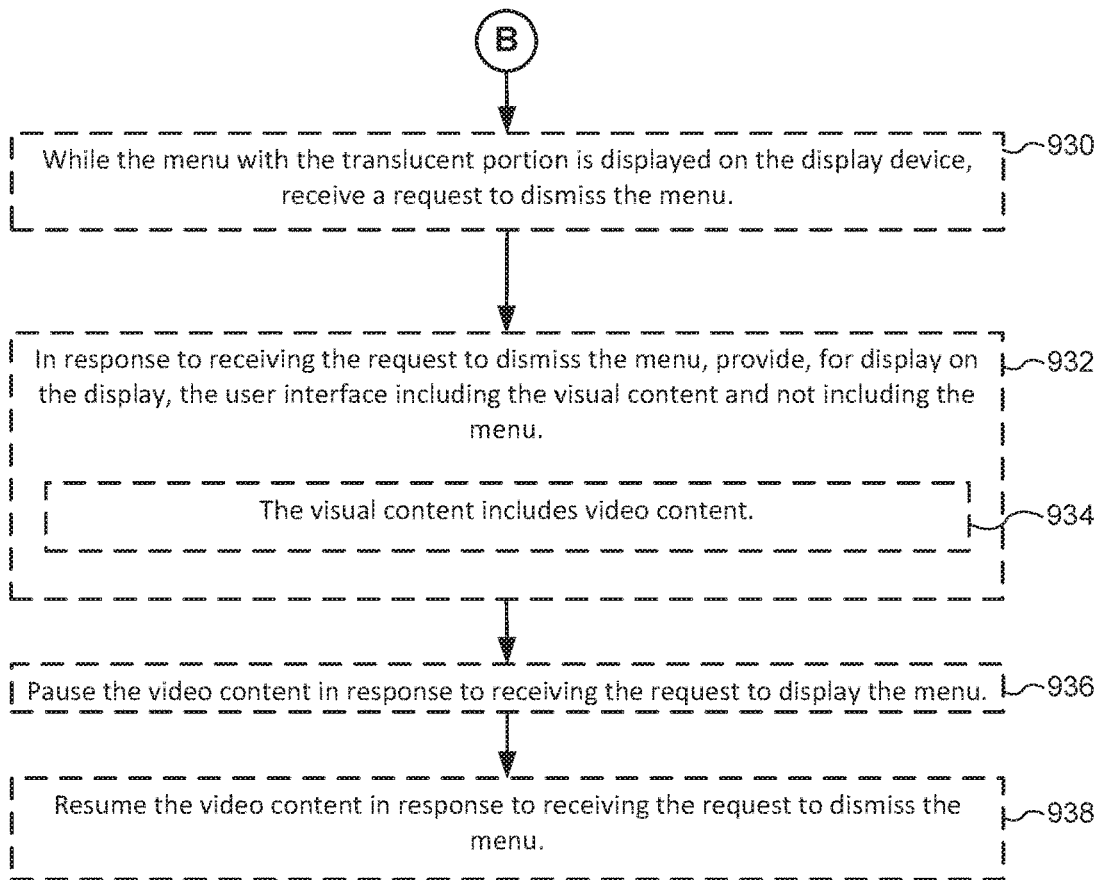 B
While the menu with the translucent portion is displayed on the display device,
receive a request to dismiss the menu.
930
In response to receiving the request to dismiss the menu, provide, for display on
the display, the user interface including the visual content and not including the
menu.
932
The visual content includes video content.
934
Pause the video content in response to receiving the request to display the menu.
936
Resume the video content in response to receiving the request to dismiss the
menu.
938